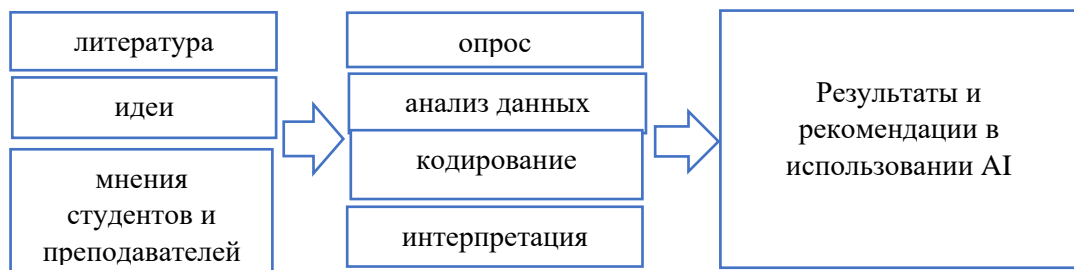 литература
идеи
мнения
студентов и
преподавателей
опрос
анализ данных
кодирование
интерпретация
Результаты и
рекомендации в
использовании AI